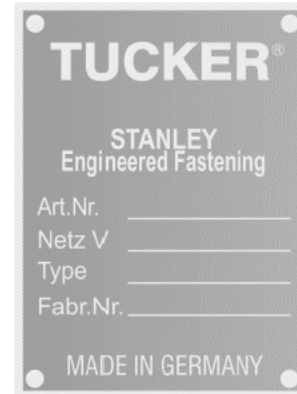 TUCKER®
STANLEY
Engineered Fastening
Art.Nr.
Netz V
Type
Fabr.Nr.
MADE IN GERMANY